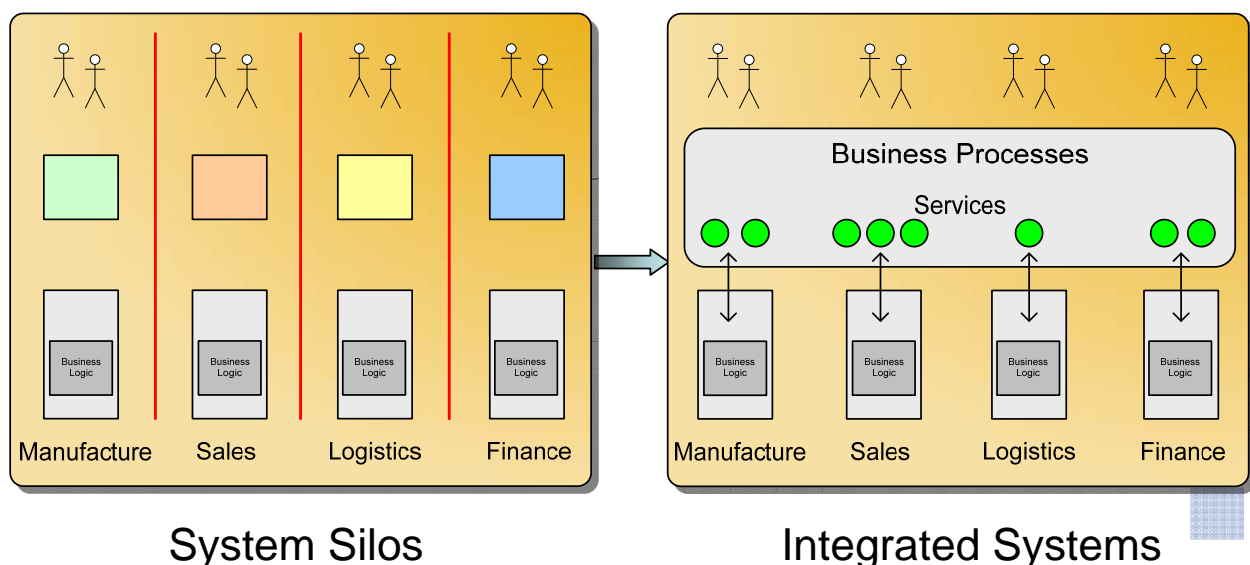 Business Processes
Services
Business
Logic
Business
Logic
Business
Logic
Business
Logic
Business
Logic
Business
Logic
Business
Logic
Business
Logic
Manufacture
Sales
Logistics
Finance
Manufacture
Sales
Logistics
Finance
System Silos
Integrated Systems